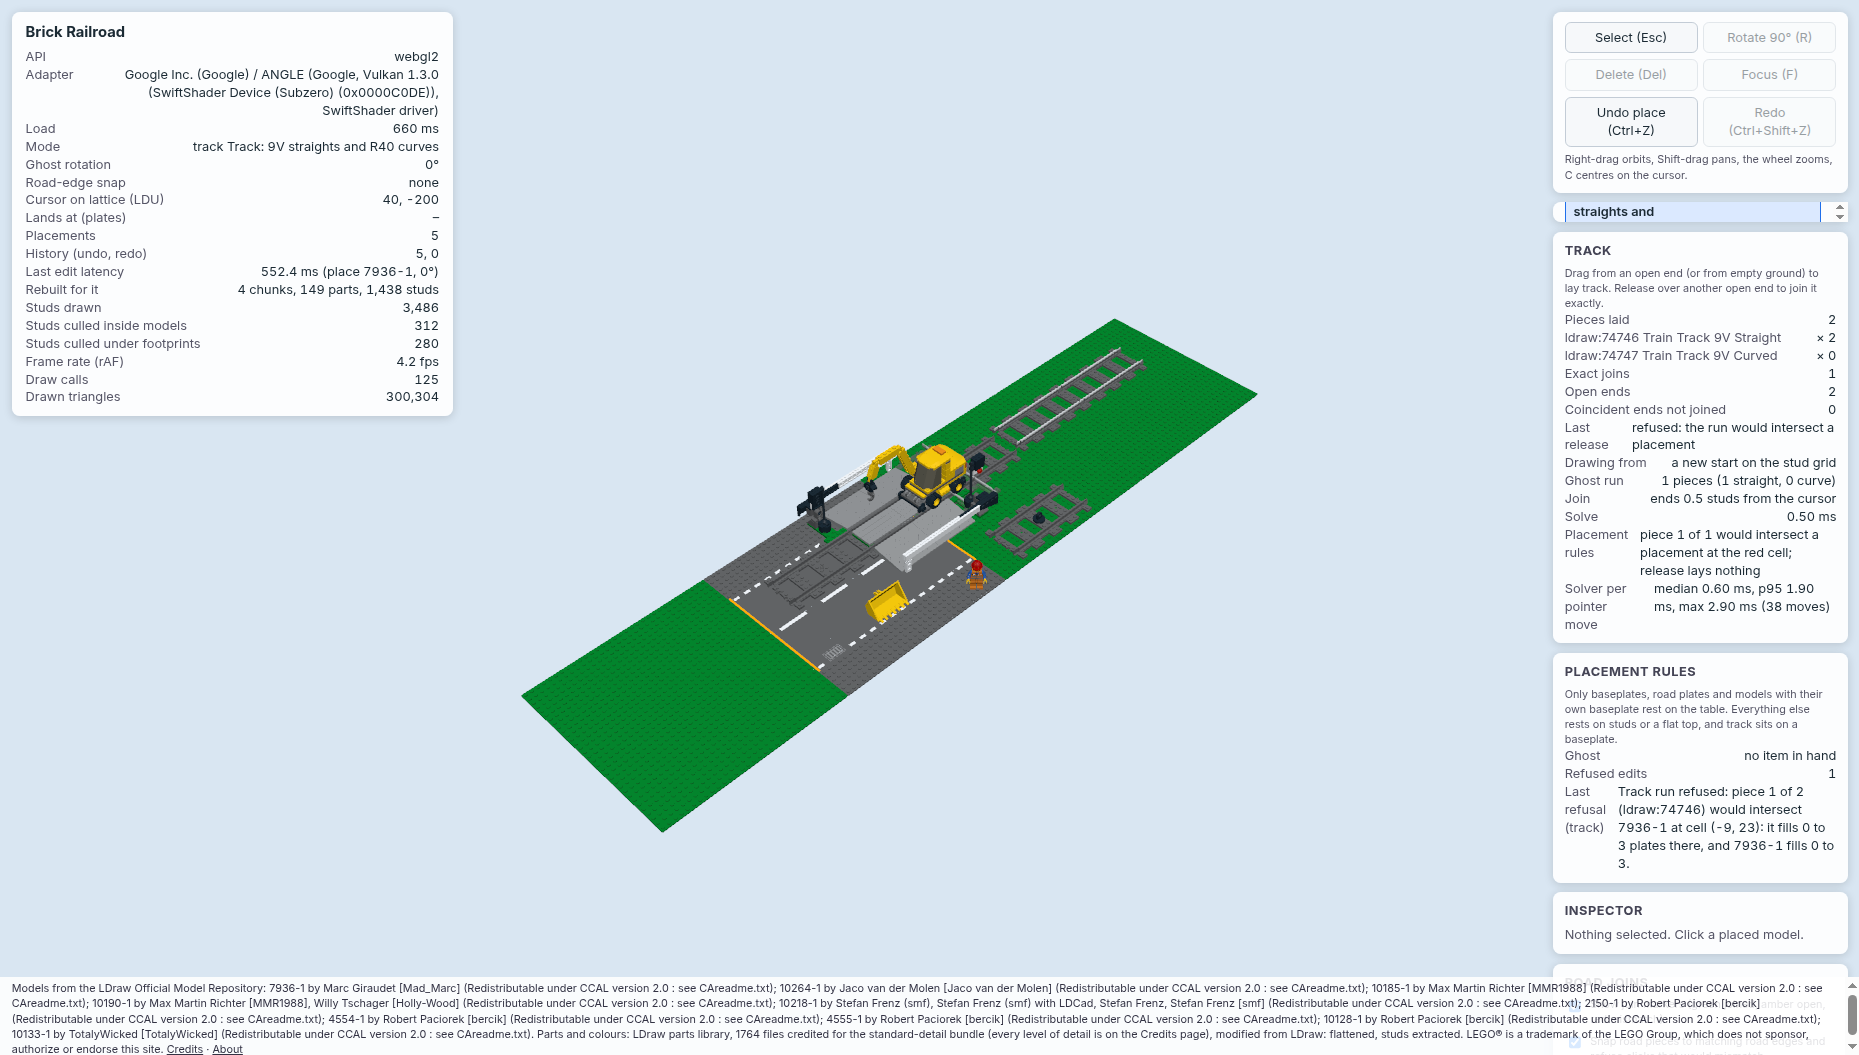 Brick Railroad
API webgl2
Adapter Google Inc. (Google) / ANGLE (Google, Vulkan 1.3.0
(SwiftShader Device (Subzero) (0x0000C0DE)),
SwiftShader driver)
Load 660 ms
Mode track Track: 9V straights and R40 curves
Ghost rotation 0°
Road-edge snap none
Cursor on lattice (LDU) 40, -200
Lands at (plates) –
Placements 5
History (undo, redo) 5, 0
Last edit latency 552.4 ms (place 7936-1, 0°)
Rebuilt for it 4 chunks, 149 parts, 1,438 studs
Studs drawn 3,486
Studs culled inside models 312
Studs culled under footprints 280
Frame rate (rAF) 4.2 fps
Draw calls 125
Drawn triangles 300,304
Select (Esc) Rotate 90° (R)
Delete (Del) Focus (F)
Undo place Redo
(Ctrl+Z) (Ctrl+Shift+Z)
Right-drag orbits, Shift-drag pans, the wheel zooms,
C centres on the cursor.
straights and
TRACK
Drag from an open end (or from empty ground) to
lay track. Release over another open end to join it
exactly.
Pieces laid 2
ldraw:74746 Train Track 9V Straight × 2
ldraw:74747 Train Track 9V Curved × 0
Exact joins 1
Open ends 2
Coincident ends not joined 0
Last refused: the run would intersect a
release placement
Drawing from a new start on the stud grid
Ghost run 1 pieces (1 straight, 0 curve)
Join ends 0.5 studs from the cursor
Solve 0.50 ms
Placement piece 1 of 1 would intersect a
rules placement at the red cell;
release lays nothing
Solver per median 0.60 ms, p95 1.90
pointer ms, max 2.90 ms (38 moves)
move
PLACEMENT RULES
Only baseplates, road plates and models with their
own baseplate rest on the table. Everything else
rests on studs or a flat top, and track sits on a
baseplate.
Ghost no item in hand
Refused edits 1
Last Track run refused: piece 1 of 2
refusal (ldraw:74746) would intersect
(track) 7936-1 at cell (-9, 23): it fills 0 to
3 plates there, and 7936-1 fills 0 to
3.
INSPECTOR
Nothing selected. Click a placed model.
ROAD JOINS
Models from the LDraw Official Model Repository: 7936-1 by Marc Giraudet [Mad_Marc] (Redistributable under CCAL version 2.0 : see CAreadme.txt); 10264-1 by Jaco van der Molen [Jaco van der Molen] (Redistributable under CCAL version 2.0 : see CAreadme.txt); 10185-1 by Max Martin Richter [MMR1988] (Redistributable under CCAL version 2.0 : see
CAreadme.txt); 10190-1 by Max Martin Richter [MMR1988], Willy Tschager [Holly-Wood] (Redistributable under CCAL version 2.0 : see CAreadme.txt); 10218-1 by Stefan Frenz (smf), Stefan Frenz (smf) with LDCad, Stefan Frenz, Stefan Frenz [smf] (Redistributable under CCAL version 2.0 : see CAreadme.txt); 2150-1 by Robert Paciorek [bercik]
(Redistributable under CCAL version 2.0 : see CAreadme.txt); 4554-1 by Robert Paciorek [bercik] (Redistributable under CCAL version 2.0 : see CAreadme.txt); 4555-1 by Robert Paciorek [bercik] (Redistributable under CCAL version 2.0 : see CAreadme.txt); 10128-1 by Robert Paciorek [bercik] (Redistributable under CCAL version 2.0 : see CAreadme.txt);
10133-1 by TotalyWicked [TotalyWicked] (Redistributable under CCAL version 2.0 : see CAreadme.txt). Parts and colours: LDraw parts library, 1764 files credited for the standard-detail bundle (every level of detail is on the Credits page), modified from LDraw: flattened, studs extracted. LEGO® is a trademark of the LEGO Group, which does not sponsor,
authorize or endorse this site. Credits · About